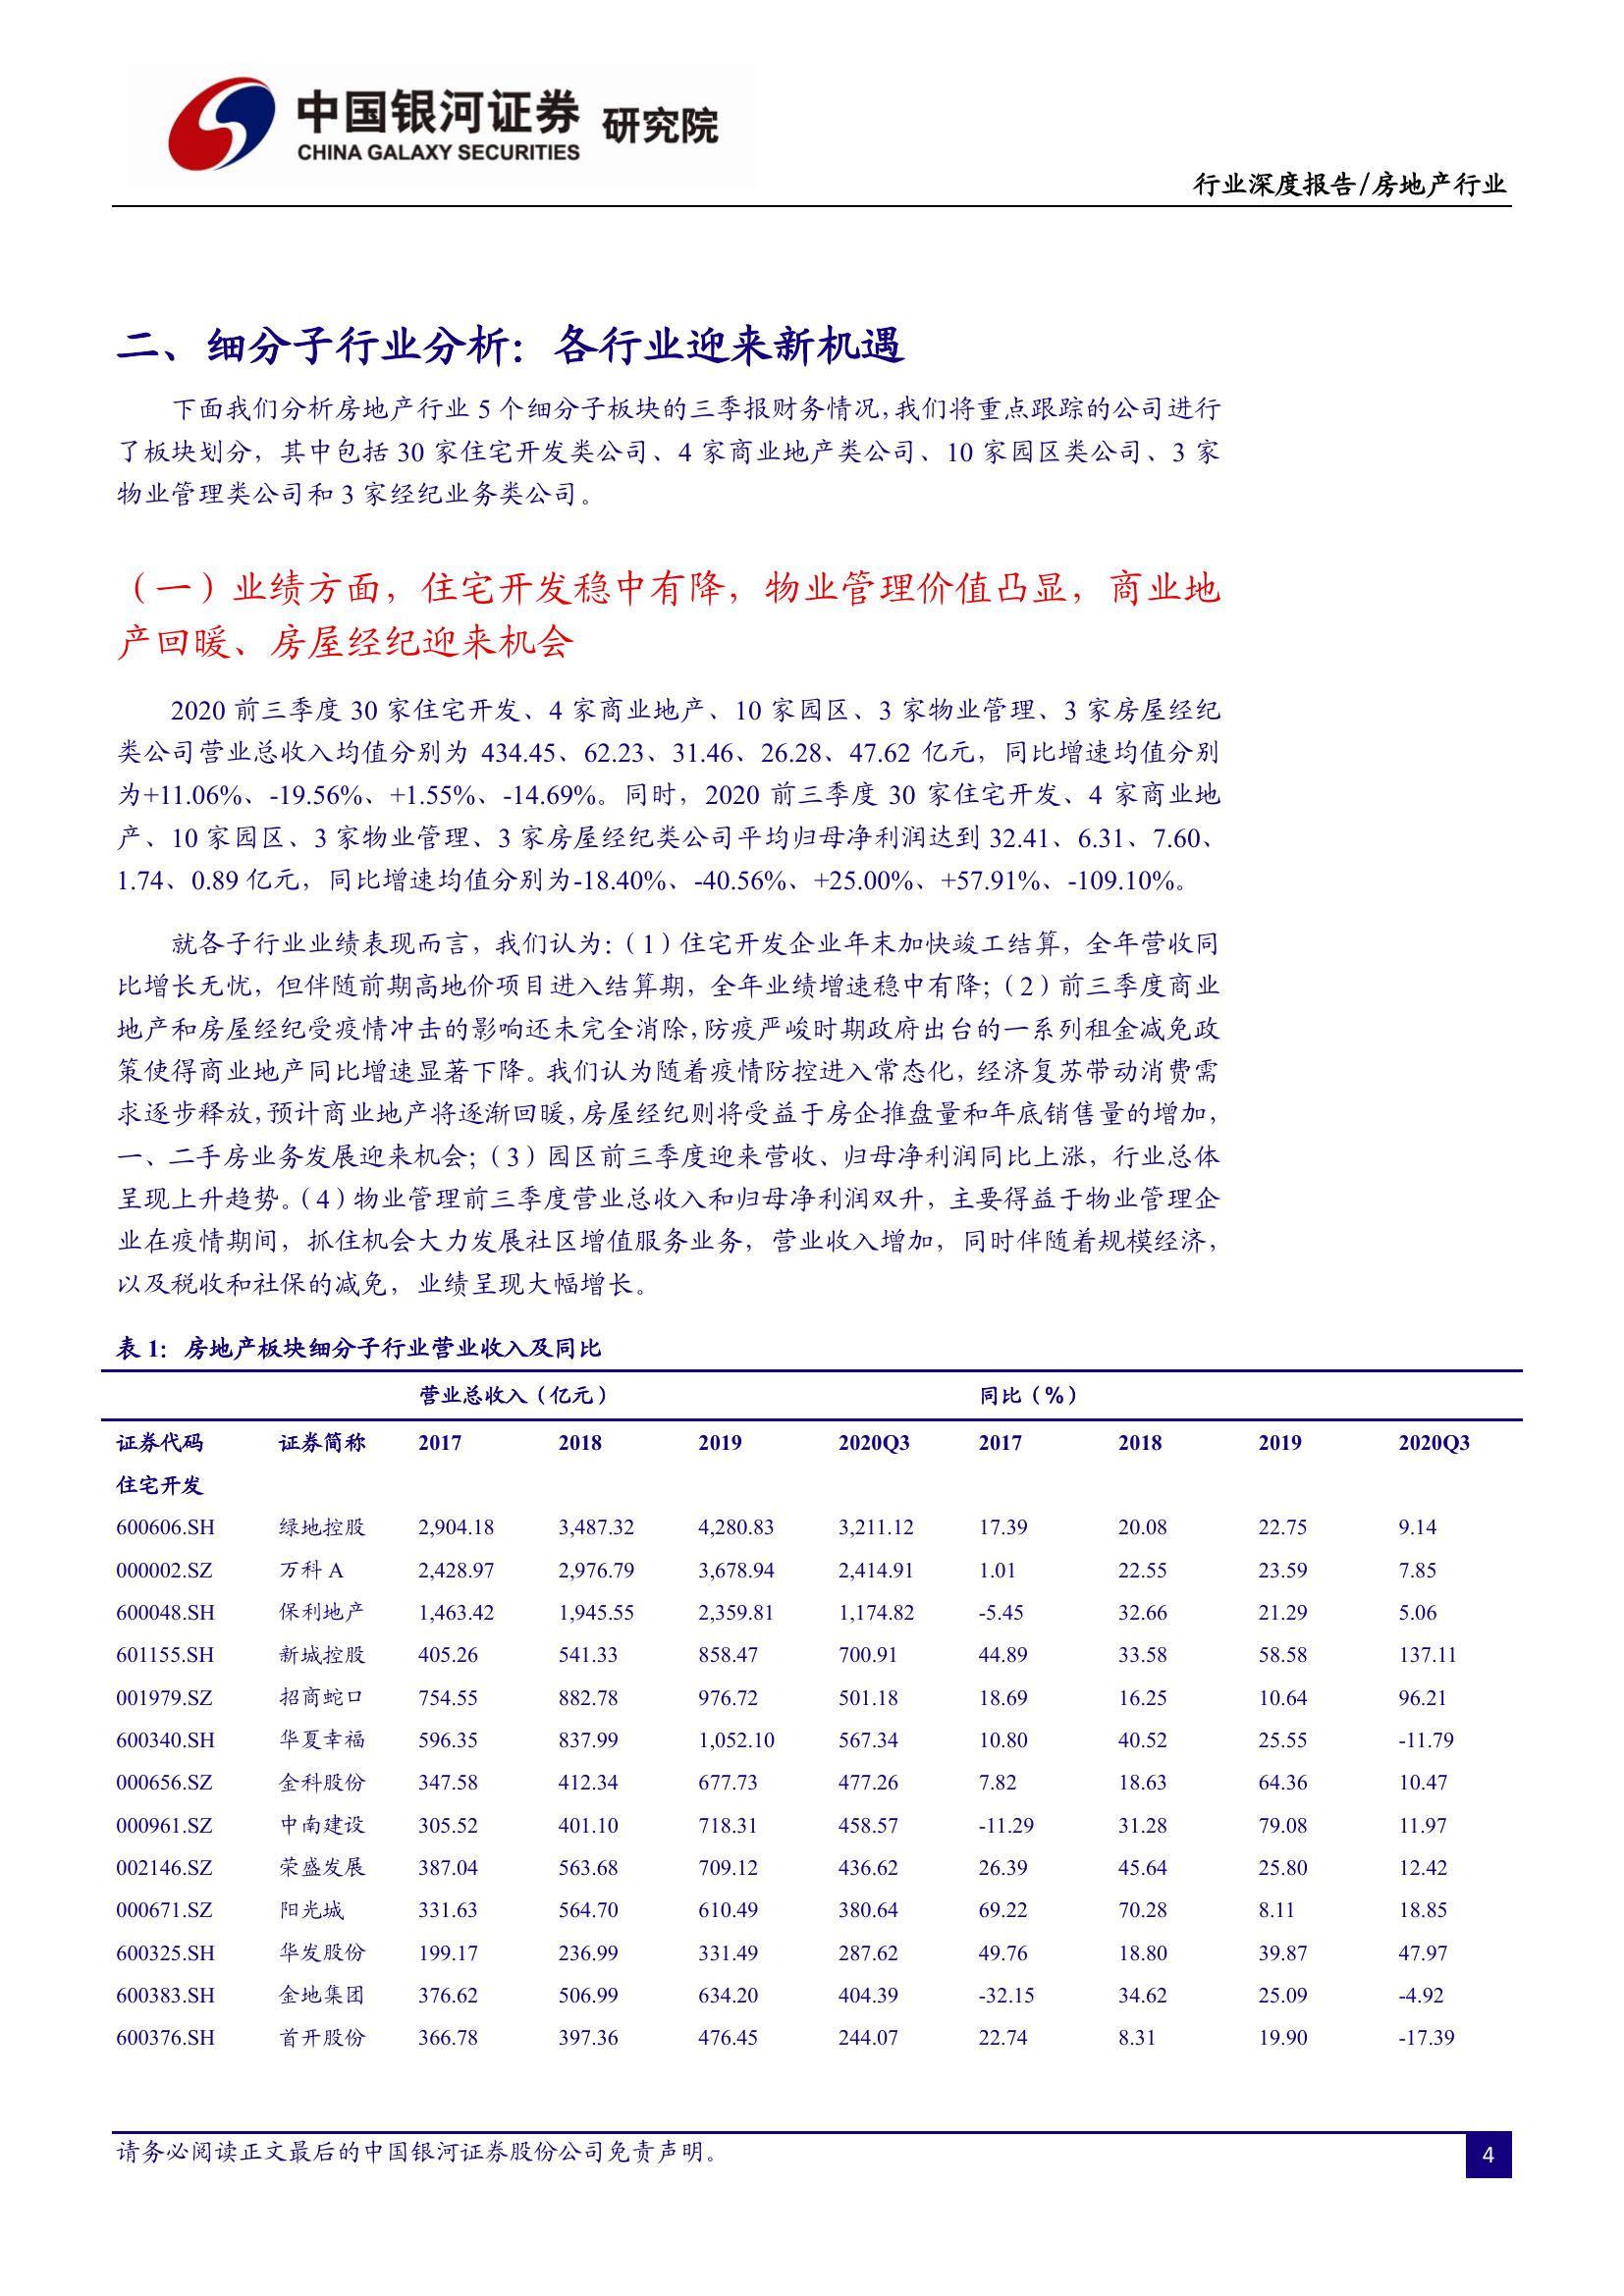 中国银河证券 研究院
CHINA GALAXY SECURITIES
行业深度报告/房地产行业
二、细分子行业分析：各行业迎来新机遇
下面我们分析房地产行业 5 个细分子板块的三季报财务情况，我们将重点跟踪的公司进行
了板块划分，其中包括 30 家住宅开发类公司、4 家商业地产类公司、10 家园区类公司、3 家
物业管理类公司和 3 家经纪业务类公司。
（一）业绩方面，住宅开发稳中有降，物业管理价值凸显，商业地
产回暖、房屋经纪迎来机会
2020 前三季度 30 家住宅开发、4 家商业地产、10 家园区、3 家物业管理、3 家房屋经纪
类公司营业总收入均值分别为 434.45、62.23、31.46、26.28、47.62 亿元，同比增速均值分别
为+11.06%、-19.56%、+1.55%、-14.69%。同时，2020 前三季度 30 家住宅开发、4 家商业地
产、10 家园区、3 家物业管理、3 家房屋经纪类公司平均归母净利润达到 32.41、6.31、7.60、
1.74、0.89 亿元，同比增速均值分别为-18.40%、-40.56%、+25.00%、+57.91%、-109.10%。
就各子行业业绩表现而言，我们认为：（1）住宅开发企业年末加快竣工结算，全年营收同
比增长无忧，但伴随前期高地价项目进入结算期，全年业绩增速稳中有降；（2）前三季度商业
地产和房屋经纪受疫情冲击的影响还未完全消除，防疫严峻时期政府出台的一系列租金减免政
策使得商业地产同比增速显著下降。我们认为随着疫情防控进入常态化，经济复苏带动消费需
求逐步释放，预计商业地产将逐渐回暖，房屋经纪则将受益于房企推盘量和年底销售量的增加，
一、二手房业务发展迎来机会；（3）园区前三季度迎来营收、归母净利润同比上涨，行业总体
呈现上升趋势。（4）物业管理前三季度营业总收入和归母净利润双升，主要得益于物业管理企
业在疫情期间，抓住机会大力发展社区增值服务业务，营业收入增加，同时伴随着规模经济，
以及税收和社保的减免，业绩呈现大幅增长。
表 1：房地产板块细分子行业营业收入及同比
营业总收入（亿元） 同比（%）
证券代码 证券简称 2017 2018 2019 2020Q3 2017 2018 2019 2020Q3
住宅开发
600606.SH 绿地控股 2,904.18 3,487.32 4,280.83 3,211.12 17.39 20.08 22.75 9.14
000002.SZ 万科 A 2,428.97 2,976.79 3,678.94 2,414.91 1.01 22.55 23.59 7.85
600048.SH 保利地产 1,463.42 1,945.55 2,359.81 1,174.82 -5.45 32.66 21.29 5.06
601155.SH 新城控股 405.26 541.33 858.47 700.91 44.89 33.58 58.58 137.11
001979.SZ 招商蛇口 754.55 882.78 976.72 501.18 18.69 16.25 10.64 96.21
600340.SH 华夏幸福 596.35 837.99 1,052.10 567.34 10.80 40.52 25.55 -11.79
000656.SZ 金科股份 347.58 412.34 677.73 477.26 7.82 18.63 64.36 10.47
000961.SZ 中南建设 305.52 401.10 718.31 458.57 -11.29 31.28 79.08 11.97
002146.SZ 荣盛发展 387.04 563.68 709.12 436.62 26.39 45.64 25.80 12.42
000671.SZ 阳光城 331.63 564.70 610.49 380.64 69.22 70.28 8.11 18.85
600325.SH 华发股份 199.17 236.99 331.49 287.62 49.76 18.80 39.87 47.97
600383.SH 金地集团 376.62 506.99 634.20 404.39 -32.15 34.62 25.09 -4.92
600376.SH 首开股份 366.78 397.36 476.45 244.07 22.74 8.31 19.90 -17.39
请务必阅读正文最后的中国银河证券股份公司免责声明。
4